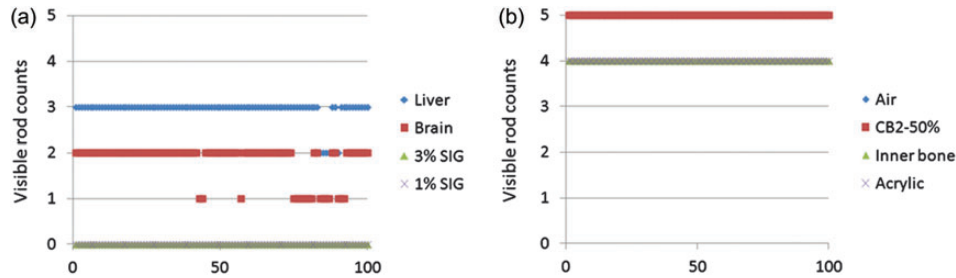 (a)
Visible rod counts
5
4
3
2
1
0
0
50
100
Liver
Brain
3% SIG
1% SIG
(b)
Visible rod counts
5
4
3
2
1
0
0
50
100
Air
CB2-50%
Inner bone
Acrylic